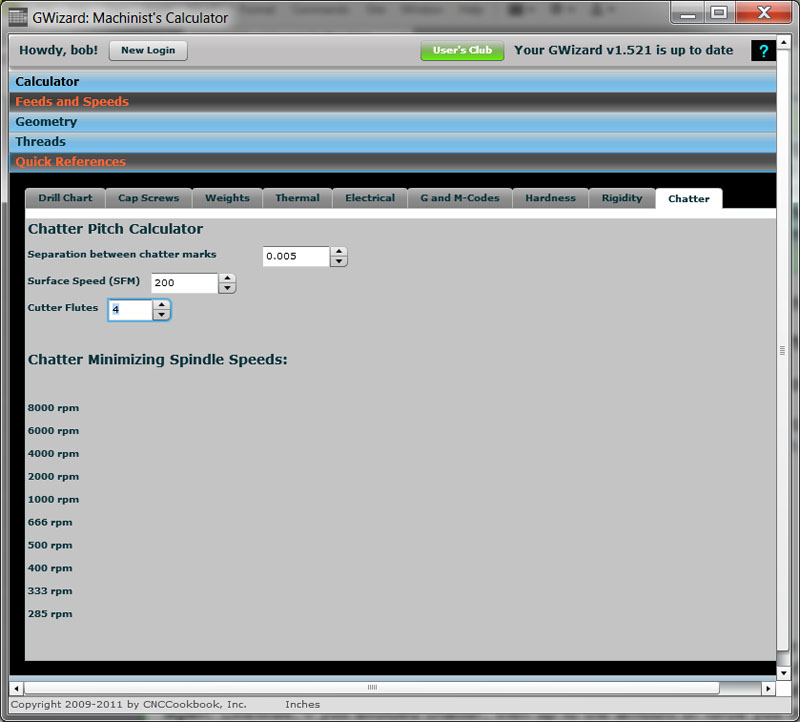 GWizard: Machinist's Calculator
Howdy, bob! New Login User's Club Your GWizard v1.521 is up to date ?
Calculator
Feeds and Speeds
Geometry
Threads
Quick References
Drill Chart Cap Screws Weights Thermal Electrical G and M-Codes Hardness Rigidity Chatter
Chatter Pitch Calculator
Separation between chatter marks 0.005
Surface Speed (SFM) 200
Cutter Flutes 4
Chatter Minimizing Spindle Speeds:
8000 rpm
6000 rpm
4000 rpm
2000 rpm
1000 rpm
666 rpm
500 rpm
400 rpm
333 rpm
285 rpm
Copyright 2009-2011 by CNCCookbook, Inc. Inches